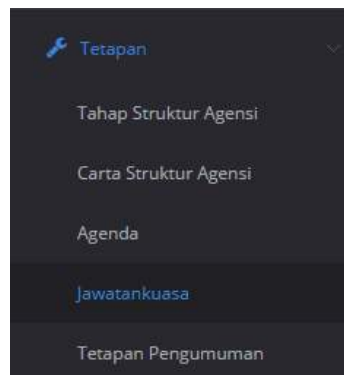 Tetapan
Tahap Struktur Agensi
Carta Struktur Agensi
Agenda
Jawatankuasa
Tetapan Pengumuman